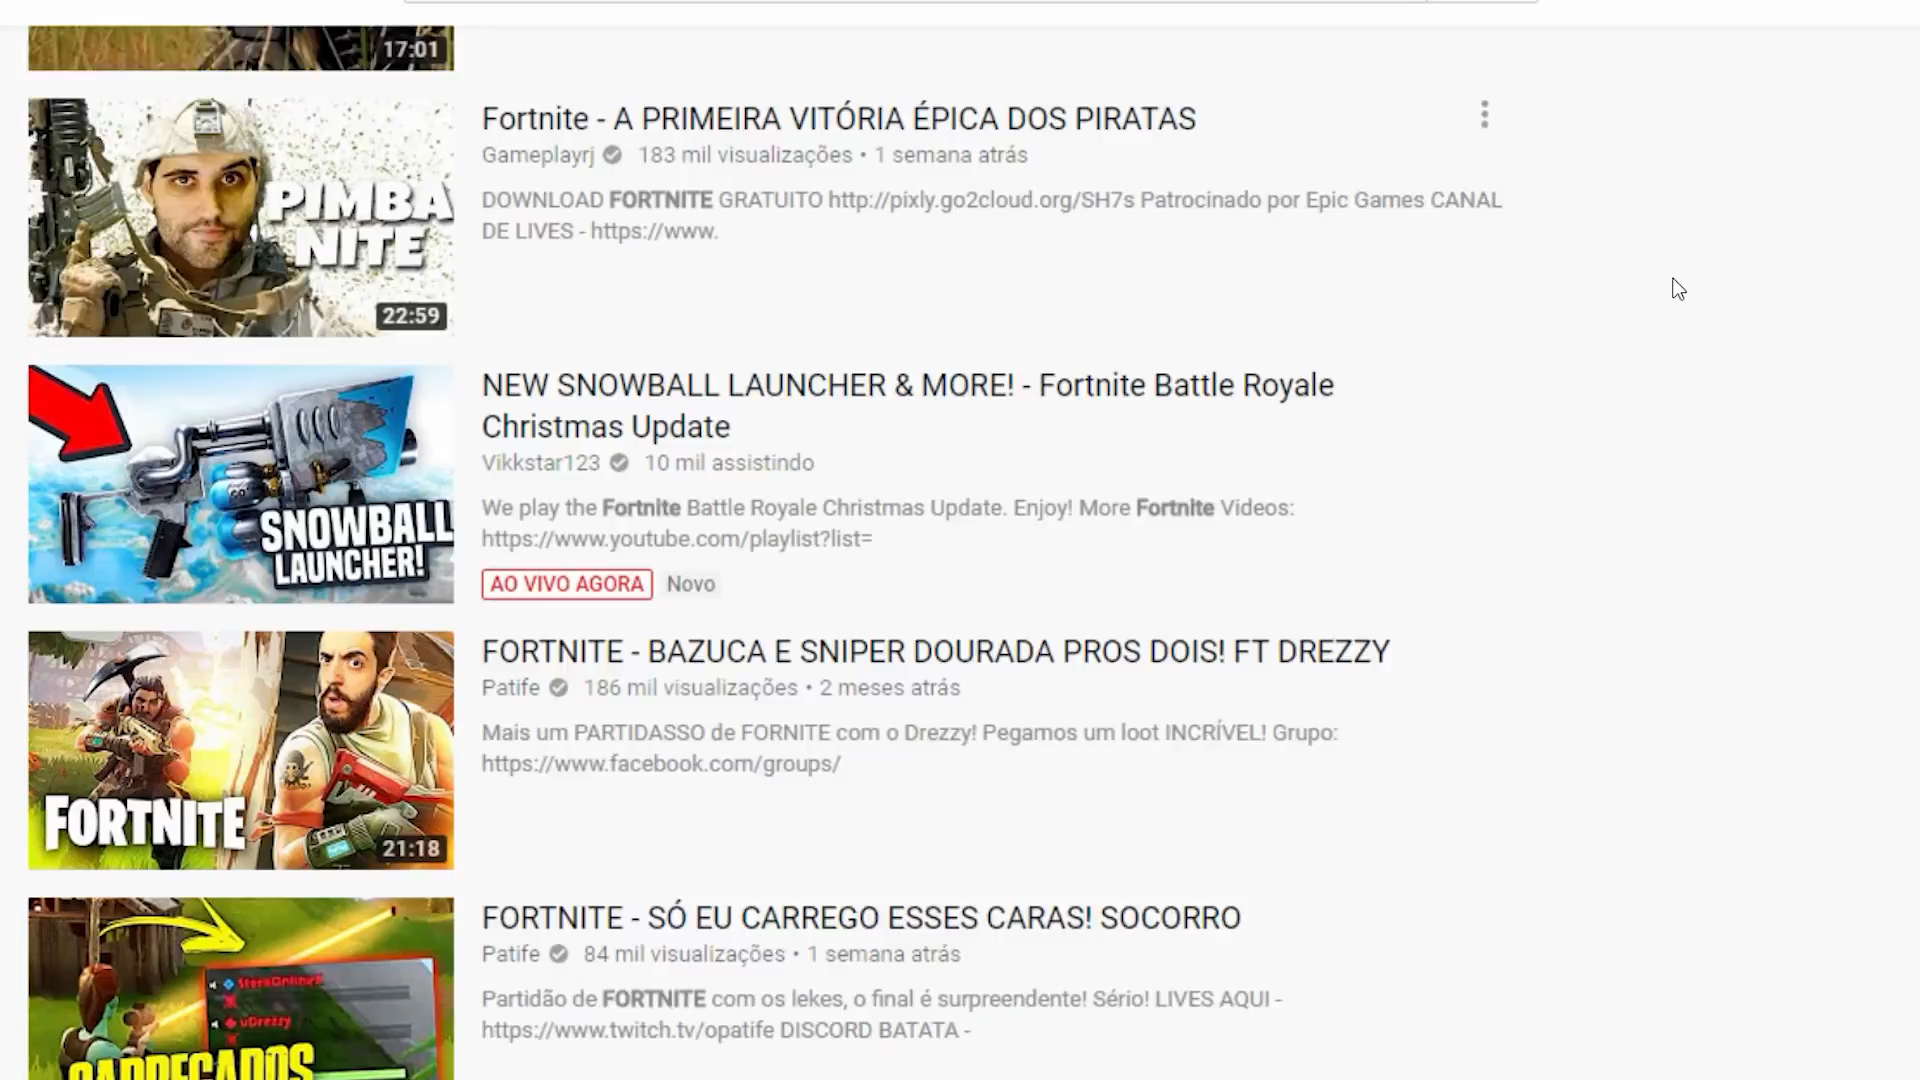 17:01
Fortnite - A PRIMEIRA VITÓRIA ÉPICA DOS PIRATAS
Gameplayrj 183 mil visualizações • 1 semana atrás
DOWNLOAD FORTNITE GRATUITO http://pixly.go2cloud.org/SH7s Patrocinado por Epic Games CANAL
DE LIVES - https://www.
PIMBA
NITE
22:59
NEW SNOWBALL LAUNCHER & MORE! - Fortnite Battle Royale
Christmas Update
Vikkstar123 10 mil assistindo
We play the Fortnite Battle Royale Christmas Update. Enjoy! More Fortnite Videos:
https://www.youtube.com/playlist?list=
AO VIVO AGORA Novo
SNOWBALL
LAUNCHER!
FORTNITE - BAZUCA E SNIPER DOURADA PROS DOIS! FT DREZZY
Patife 186 mil visualizações • 2 meses atrás
Mais um PARTIDASSO de FORNITE com o Drezzy! Pegamos um loot INCRÍVEL! Grupo:
https://www.facebook.com/groups/
FORTNITE
21:18
FORTNITE - SÓ EU CARREGO ESSES CARAS! SOCORRO
Patife 84 mil visualizações • 1 semana atrás
Partidão de FORTNITE com os lekes, o final é surpreendente! Sério! LIVES AQUI -
https://www.twitch.tv/opatife DISCORD BATATA -
uDrezzy
CARREGADOS